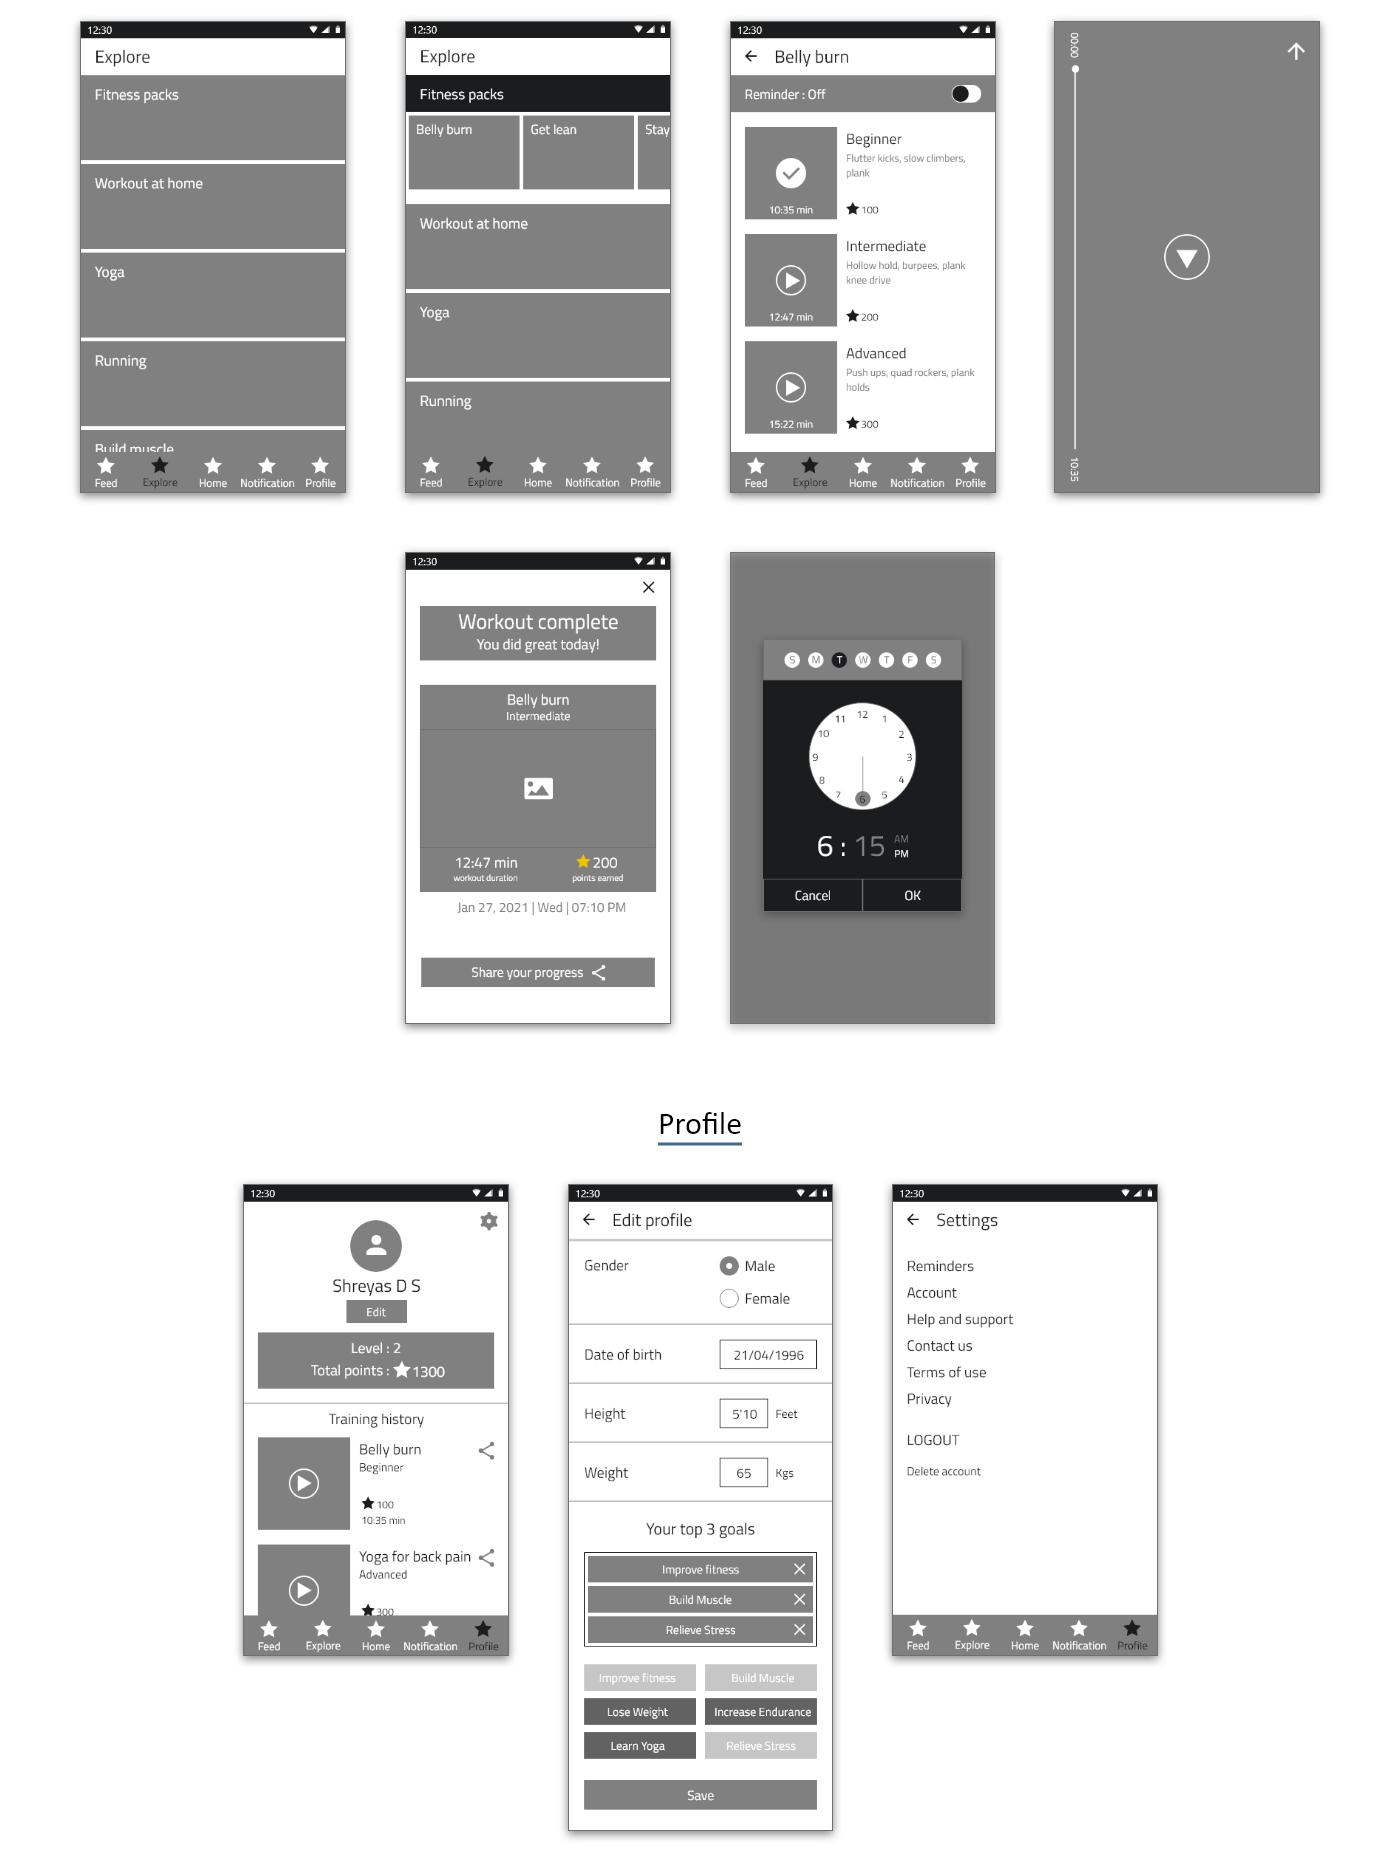 12:30
Explore
Fitness packs
Workout at home
Yoga
Running
Build muscle
Feed
Explore
Home
Notification
Profile
12:30
Explore
Fitness packs
Belly burn
Get lean
Stay
Workout at home
Yoga
Running
Feed
Explore
Home
Notification
Profile
12:30
Belly burn
Reminder : Off
Beginner
Flutter kicks, slow climbers,
plank
10:35 min
100
Intermediate
Hollow hold, burpees, plank
knee drive
12:47 min
200
Advanced
Push ups, quad rockers, plank
holds
15:22 min
300
Feed
Explore
Home
Notification
Profile
00:00
10:35
12:30
Workout complete
You did great today!
Belly burn
Intermediate
12:47 min
workout duration
200
points earned
Jan 27, 2021 | Wed | 07:10 PM
Share your progress
S M T W T F S
12
1
2
3
4
5
6
7
8
9
10
11
6 : 15
AM
PM
Cancel
OK
Profile
12:30
Shreyas D S
Edit
Level : 2
Total points : 1300
Training history
Belly burn
Beginner
100
10:35 min
Yoga for back pain
Advanced
300
Feed
Explore
Home
Notification
Profile
12:30
Edit profile
Gender
Male
Female
Date of birth
21/04/1996
Height
5'10
Feet
Weight
65
Kgs
Your top 3 goals
Improve fitness
Build Muscle
Relieve Stress
Improve fitness
Build Muscle
Lose Weight
Increase Endurance
Learn Yoga
Relieve Stress
Save
12:30
Settings
Reminders
Account
Help and support
Contact us
Terms of use
Privacy
LOGOUT
Delete account
Feed
Explore
Home
Notification
Profile